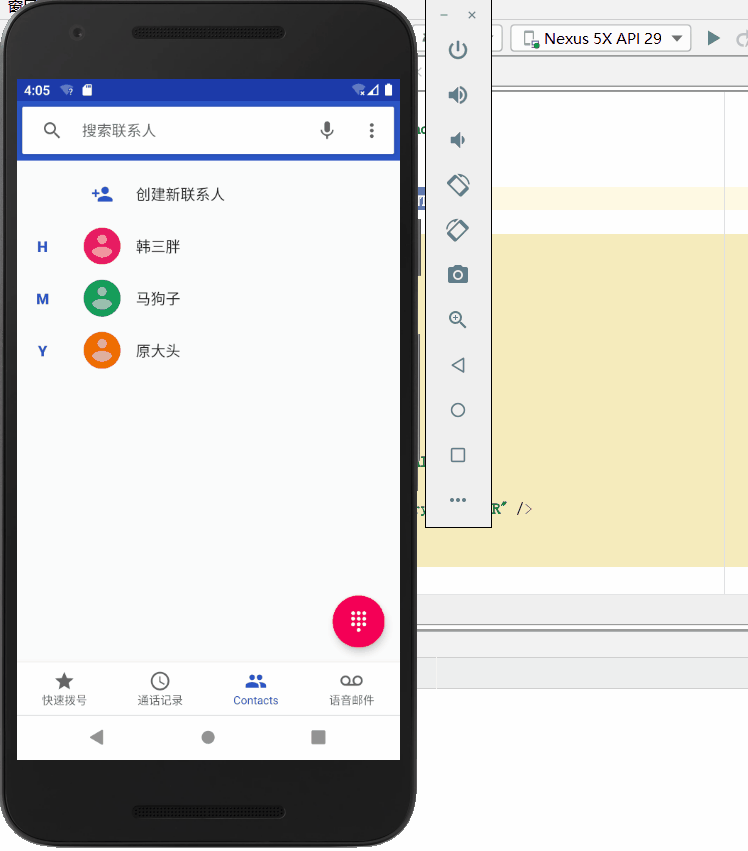 Nexus 5X API 29
4:05
搜索联系人
创建新联系人
H
韩三胖
M
马狗子
Y
原大头
R" />
快速拨号
通话记录
Contacts
语音邮件